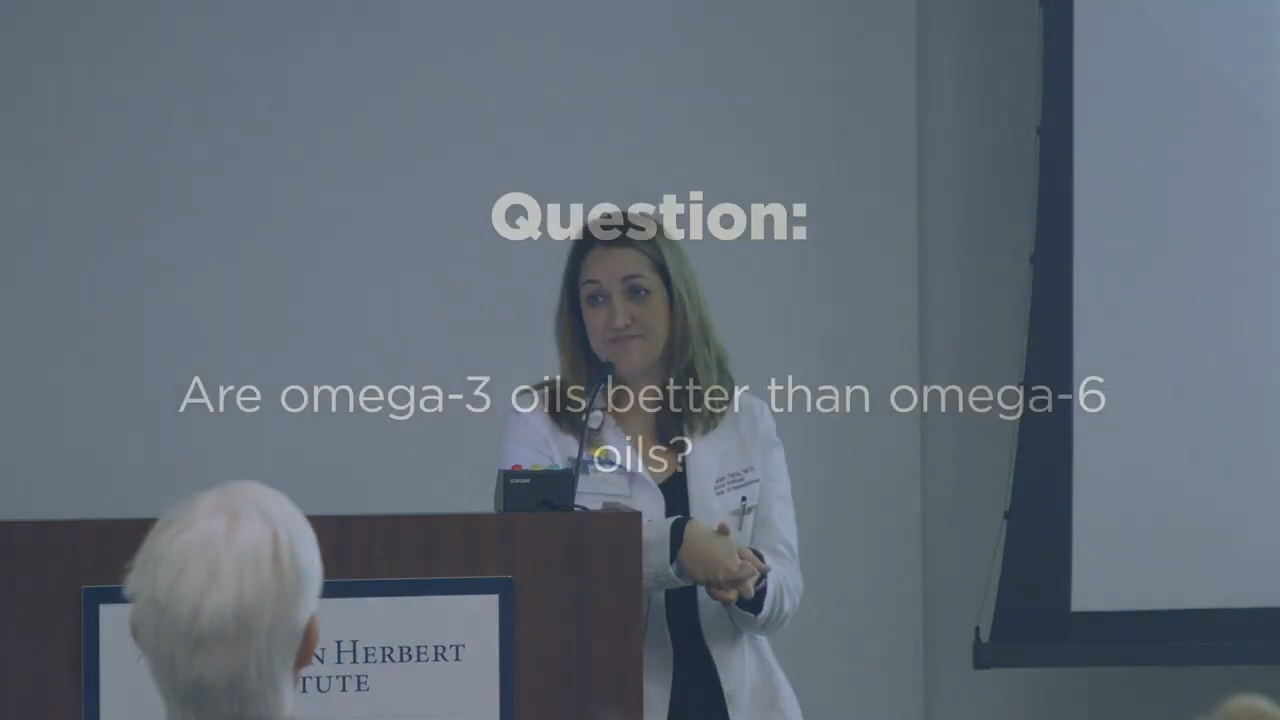 Question:
Are omega-3 oils better than omega-6
oils?
N HERBERT
TUTE